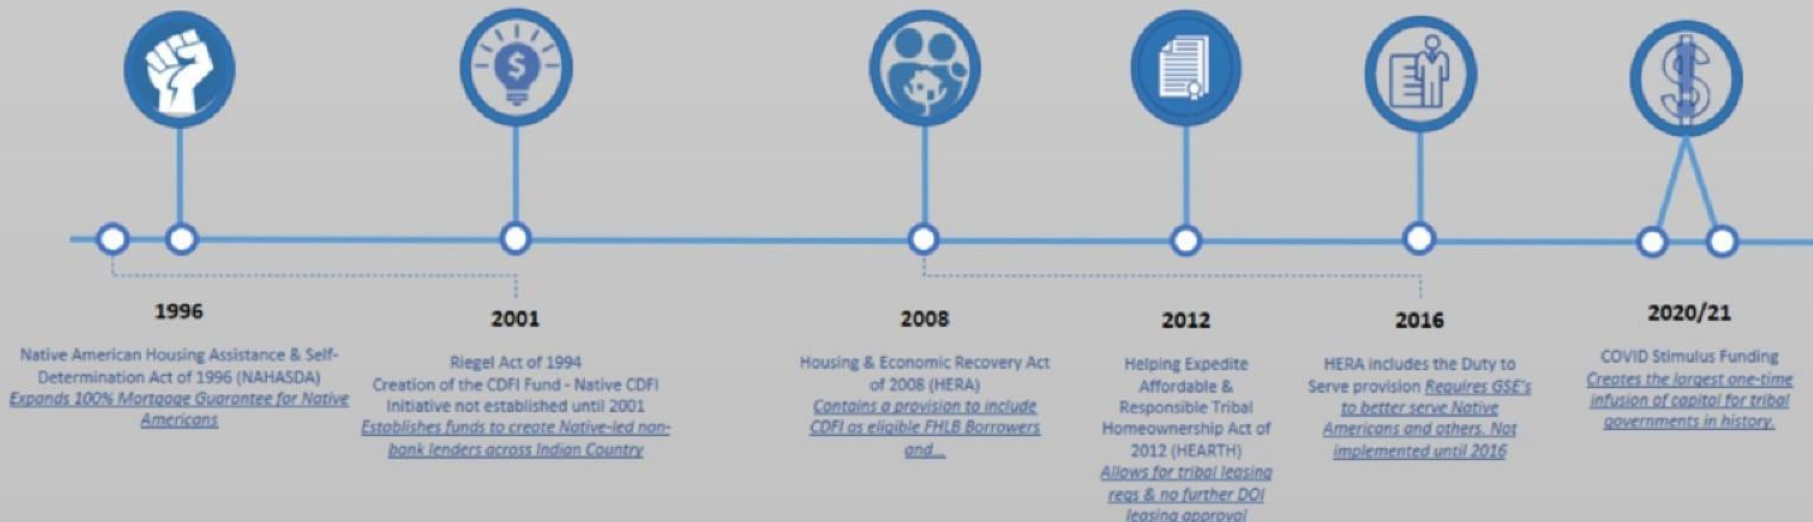 $
$
1996
Native American Housing Assistance & Self-
Determination Act of 1996 (NAHASDA)
Expands 100% Mortgage Guarantee for Native
Americans
2001
Riegel Act of 1994
Creation of the CDFI Fund - Native CDFI
Initiative not established until 2001
Establishes funds to create Native-led non-
bank lenders across Indian Country
2008
Housing & Economic Recovery Act
of 2008 (HERA)
Contains a provision to include
CDFI as eligible FHLB Borrowers
and...
2012
Helping Expedite
Affordable &
Responsible Tribal
Homeownership Act of
2012 (HEARTH)
Allows for tribal leasing
regs & no further DOI
leasing approval
2016
HERA includes the Duty to
Serve provision Requires GSE's
to better serve Native
Americans and others. Not
implemented until 2016
2020/21
COVID Stimulus Funding
Creates the largest one-time
infusion of capital for tribal
governments in history.